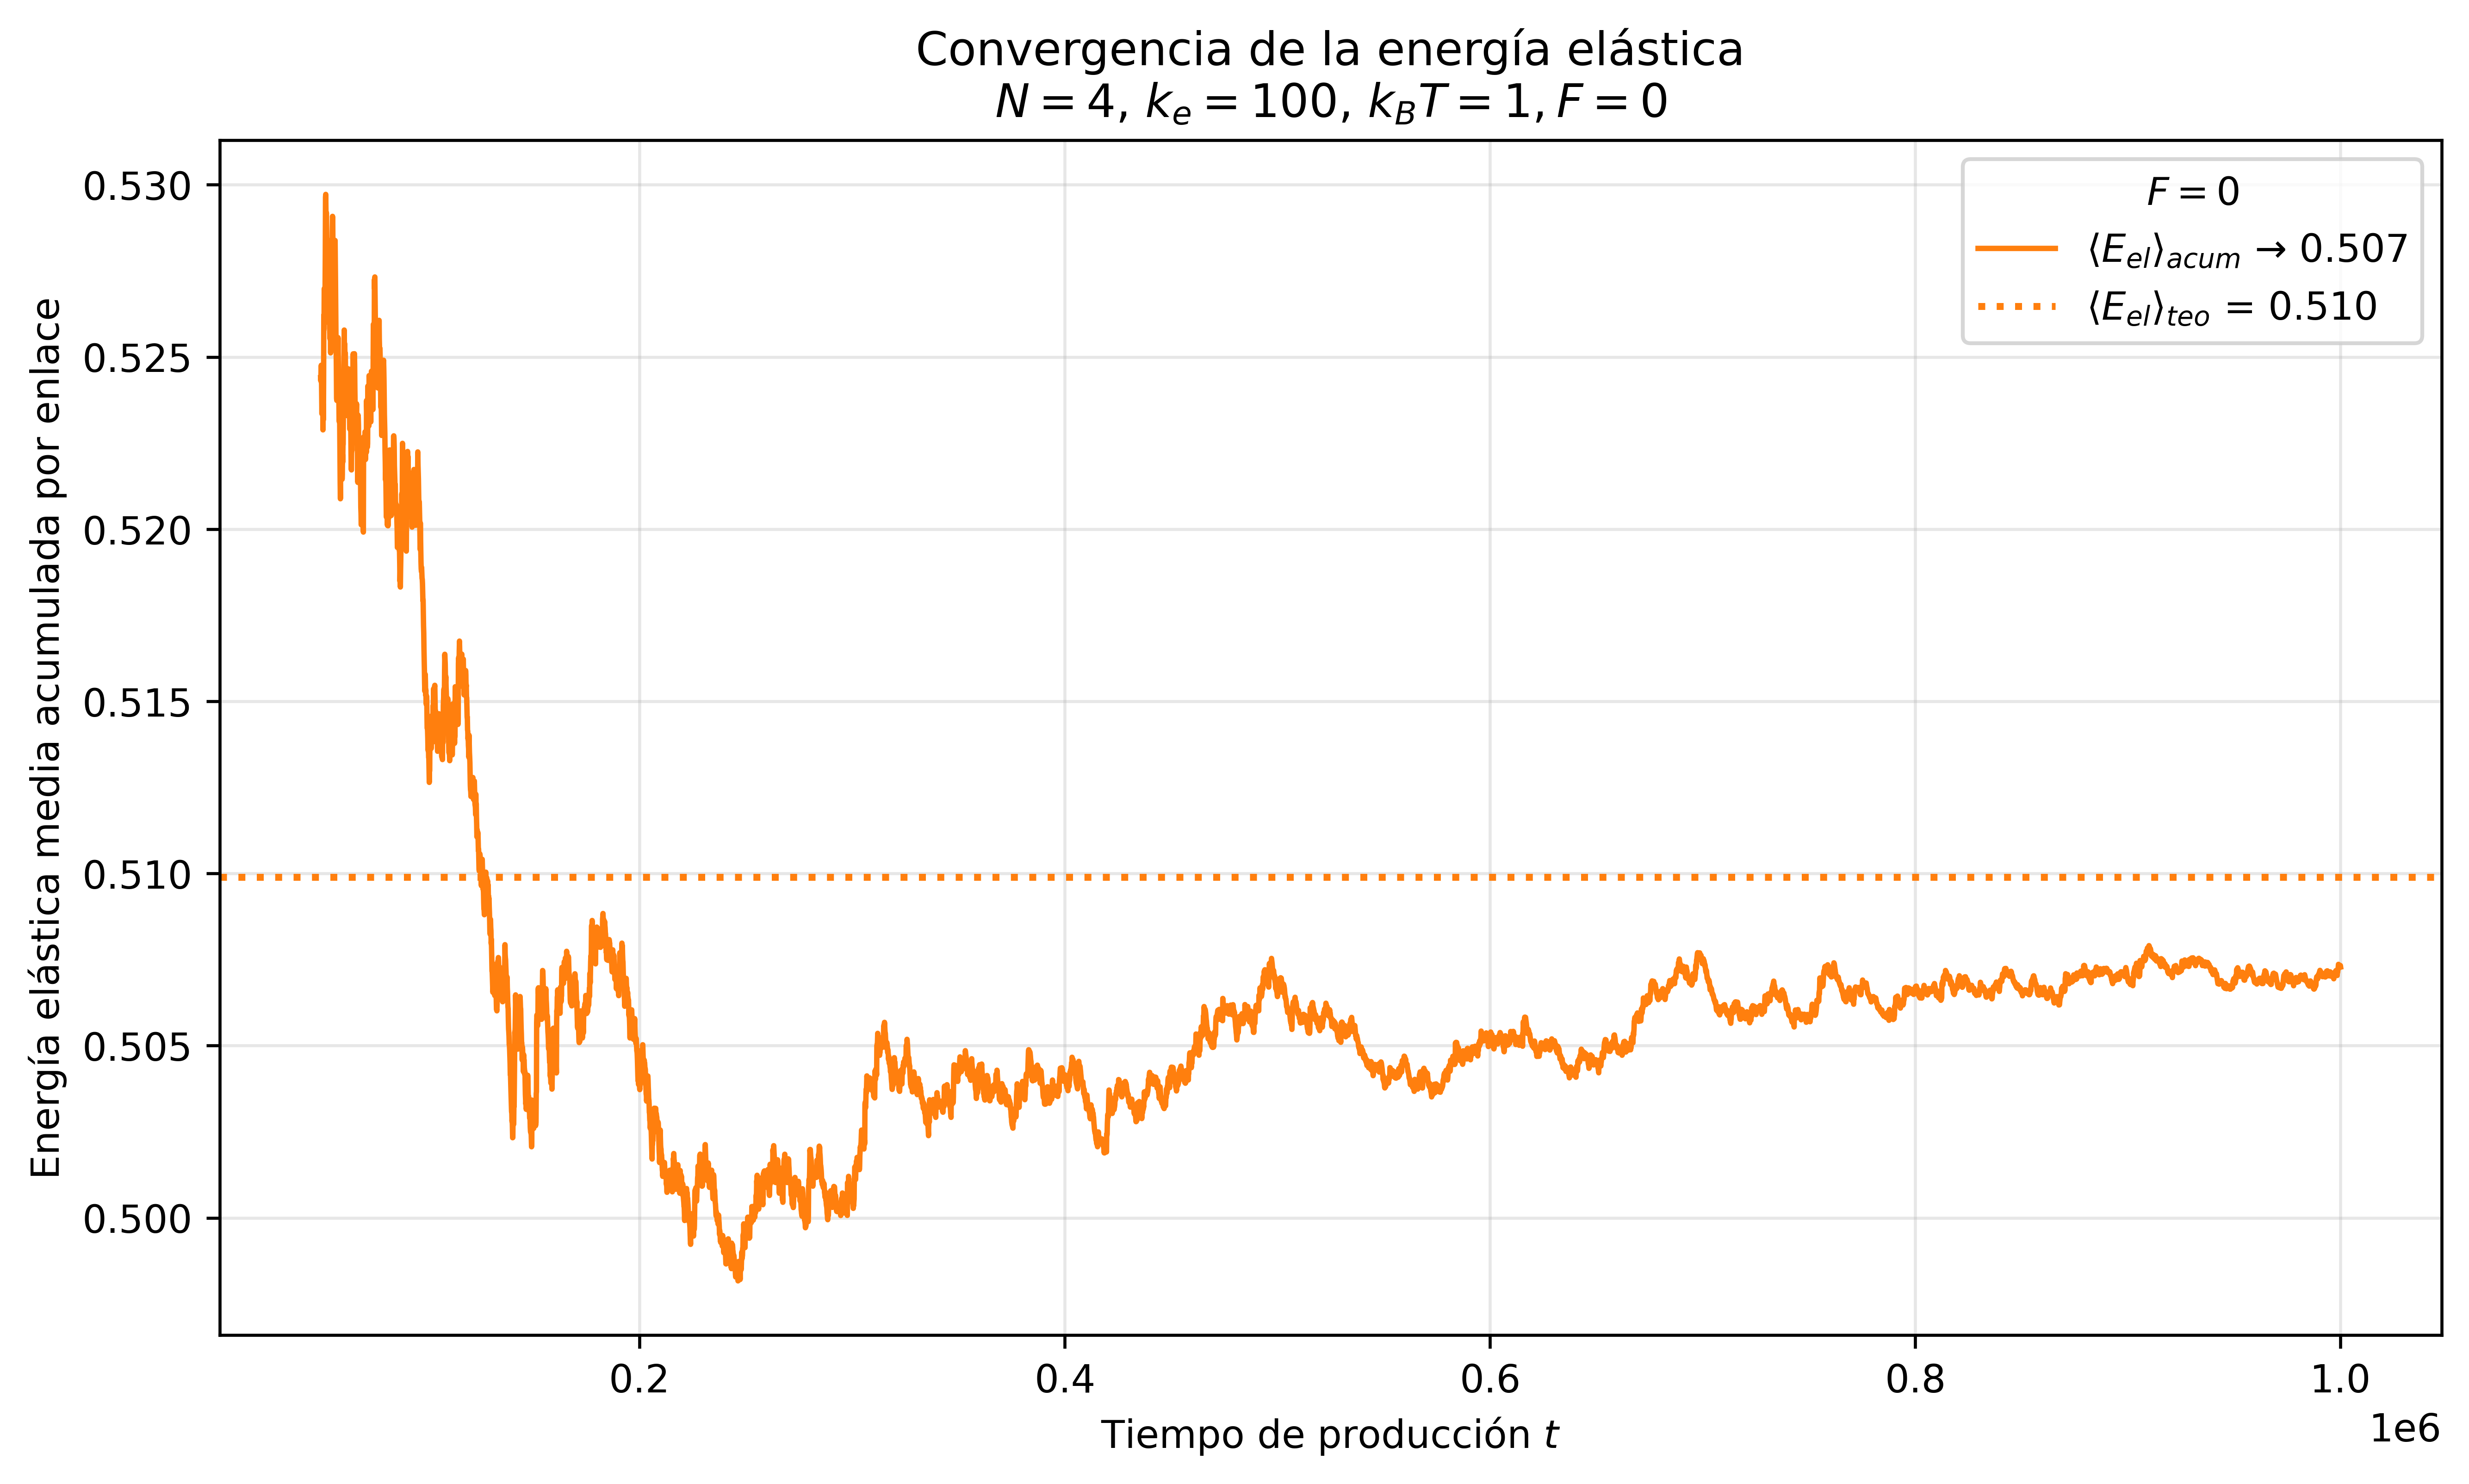 Convergencia de la energía elástica
N = 4, kₑ = 100, k_BT = 1, F = 0
Energía elástica media acumulada por enlace
0.530
0.525
0.520
0.515
0.510
0.505
0.500
F = 0
⟨E_el⟩_acum → 0.507
⟨E_el⟩_teo = 0.510
0.2
0.4
0.6
0.8
1.0
1e6
Tiempo de producción t